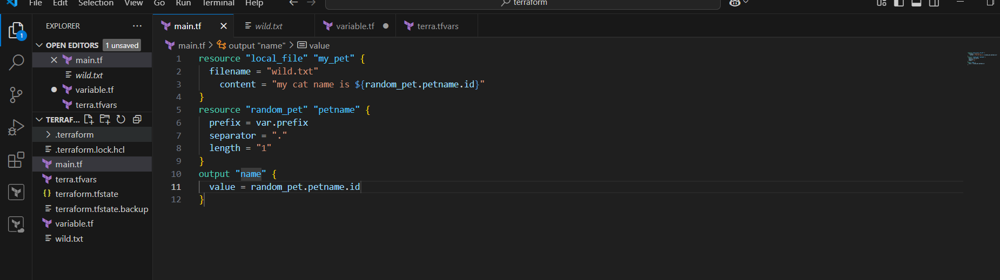 File Edit Selection View Go Run Terminal Help
terraform
EXPLORER
OPEN EDITORS 1 unsaved
main.tf
wild.txt
variable.tf
terra.tfvars
TERRAF...
.terraform
.terraform.lock.hcl
main.tf
terra.tfvars
{} terraform.tfstate
terraform.tfstate.backup
variable.tf
wild.txt
1
main.tf
wild.txt
variable.tf
terra.tfvars
main.tf > output "name" > value
1 resource "local_file" "my_pet" {
2 filename = "wild.txt"
3 content = "my cat name is ${random_pet.petname.id}"
4 }
5 resource "random_pet" "petname" {
6 prefix = var.prefix
7 separator = "."
8 length = "1"
9 }
10 output "name" {
11 value = random_pet.petname.id
12 }